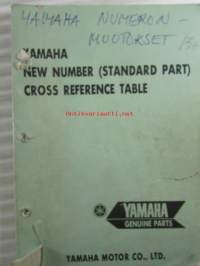 YAMAHA NUMERON -
MUUTOKSET
YAMAHA
NEW NUMBER (STANDARD PART)
CROSS REFERENCE TABLE
YAMAHA
GENUINE PARTS
YAMAHA MOTOR CO., LTD.